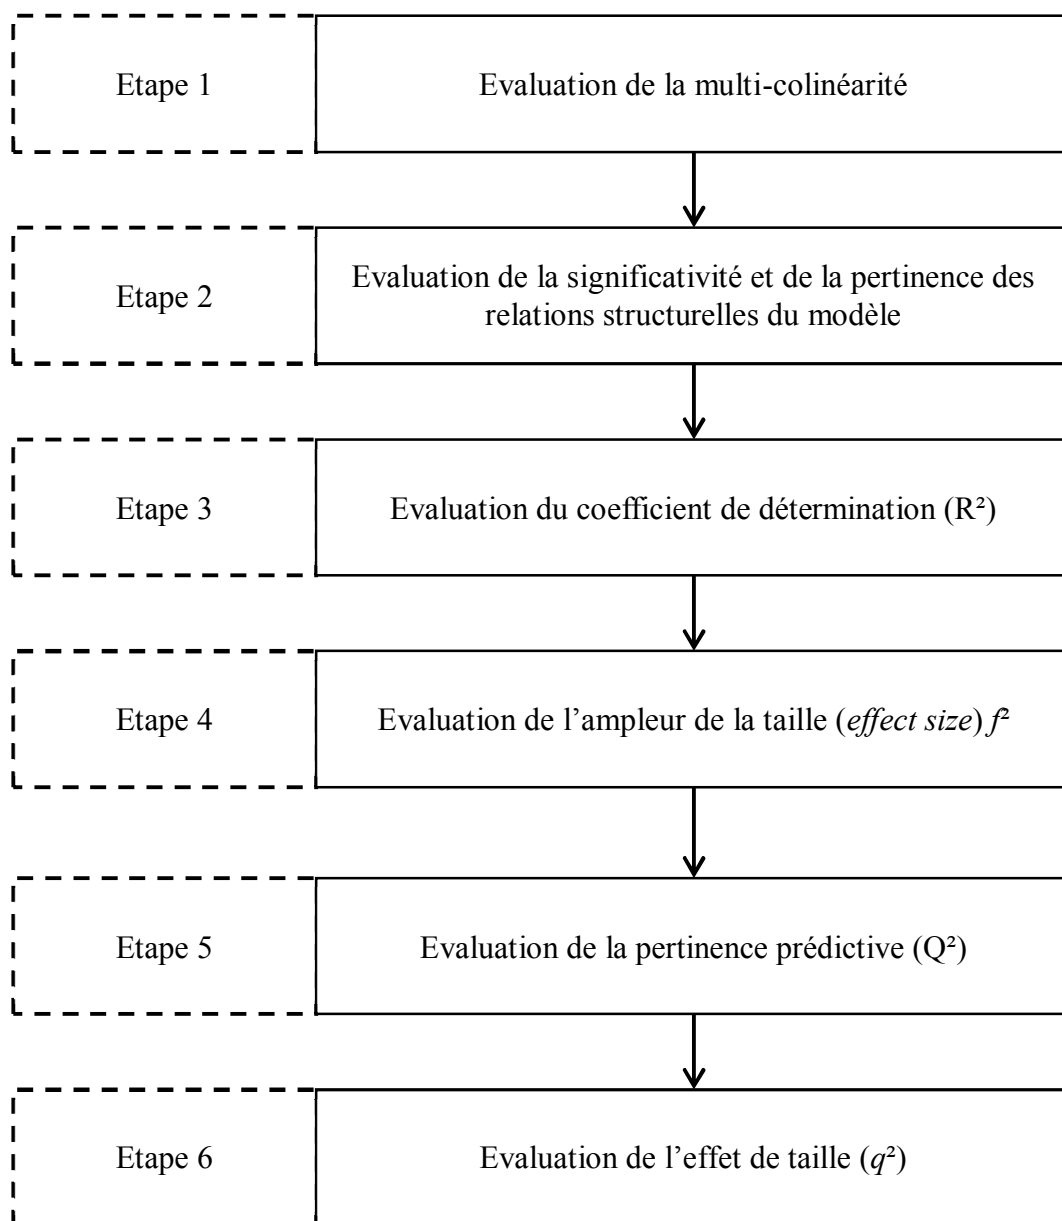 Etape 1
Evaluation de la multi-colinéarité
Etape 2
Evaluation de la significativité et de la pertinence des
relations structurelles du modèle
Etape 3
Evaluation du coefficient de détermination (R²)
Etape 4
Evaluation de l’ampleur de la taille (effect size) f²
Etape 5
Evaluation de la pertinence prédictive (Q²)
Etape 6
Evaluation de l’effet de taille (q²)